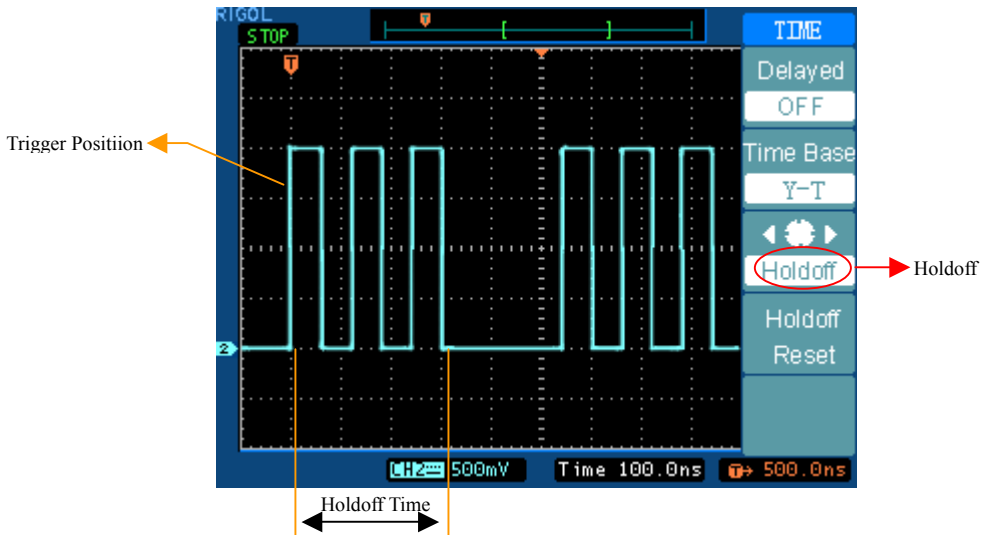 RIGOL
STOP
T
TIME
T
Delayed
OFF
Trigger Positiion
Time Base
Y-T
Holdoff
Holdoff
Holdoff
Reset
2
CH2 500mV
Time 100.0ns
T→ 500.0ns
Holdoff Time